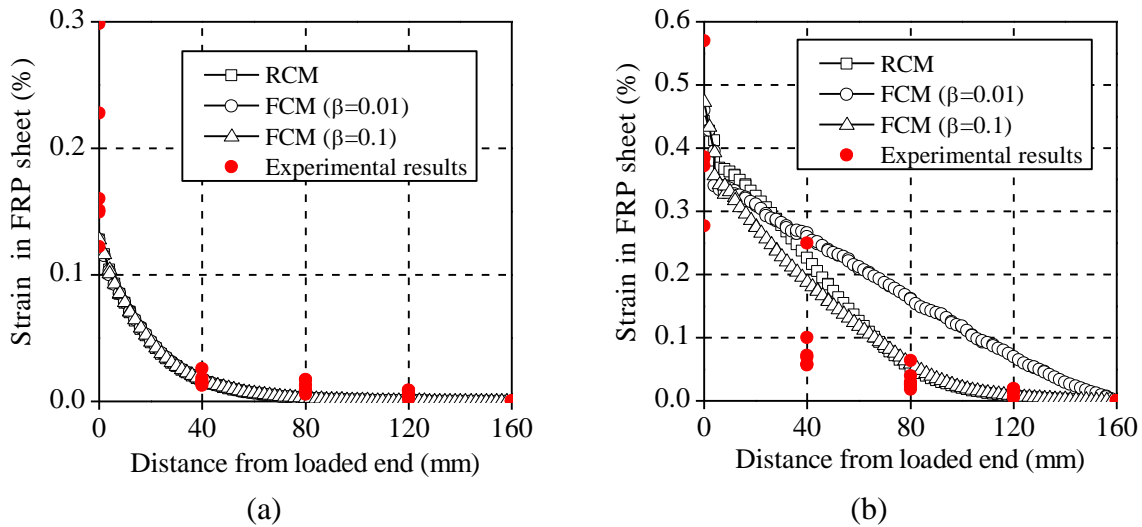 0.3
0.2
0.1
0.0
Strain in FRP sheet (%)
RCM
FCM (β=0.01)
FCM (β=0.1)
Experimental results
0 40 80 120 160
Distance from loaded end (mm)
(a)
0.6
0.5
0.4
0.3
0.2
0.1
0.0
Strain in FRP sheet (%)
RCM
FCM (β=0.01)
FCM (β=0.1)
Experimental results
0 40 80 120 160
Distance from loaded end (mm)
(b)